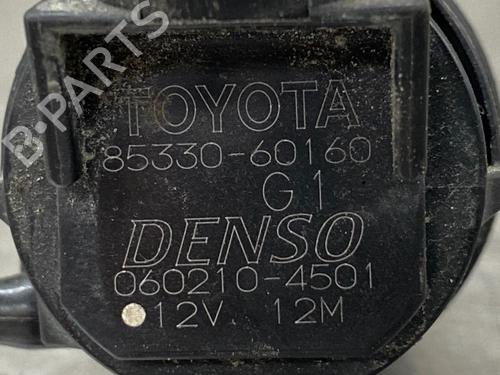 B-PARTS
TOYOTA
85330-60160
G1
DENSO
060210-4501
12V 12M